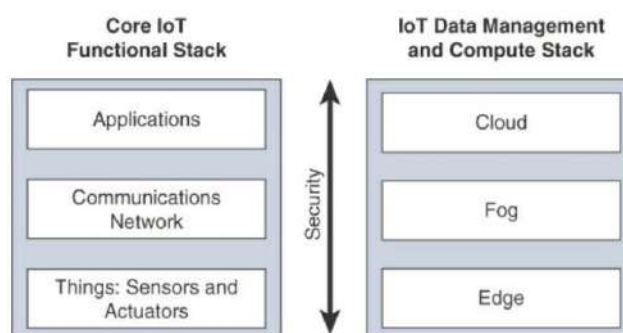 Core IoT
Functional Stack
Applications
Communications
Network
Things: Sensors and
Actuators
Security
IoT Data Management
and Compute Stack
Cloud
Fog
Edge